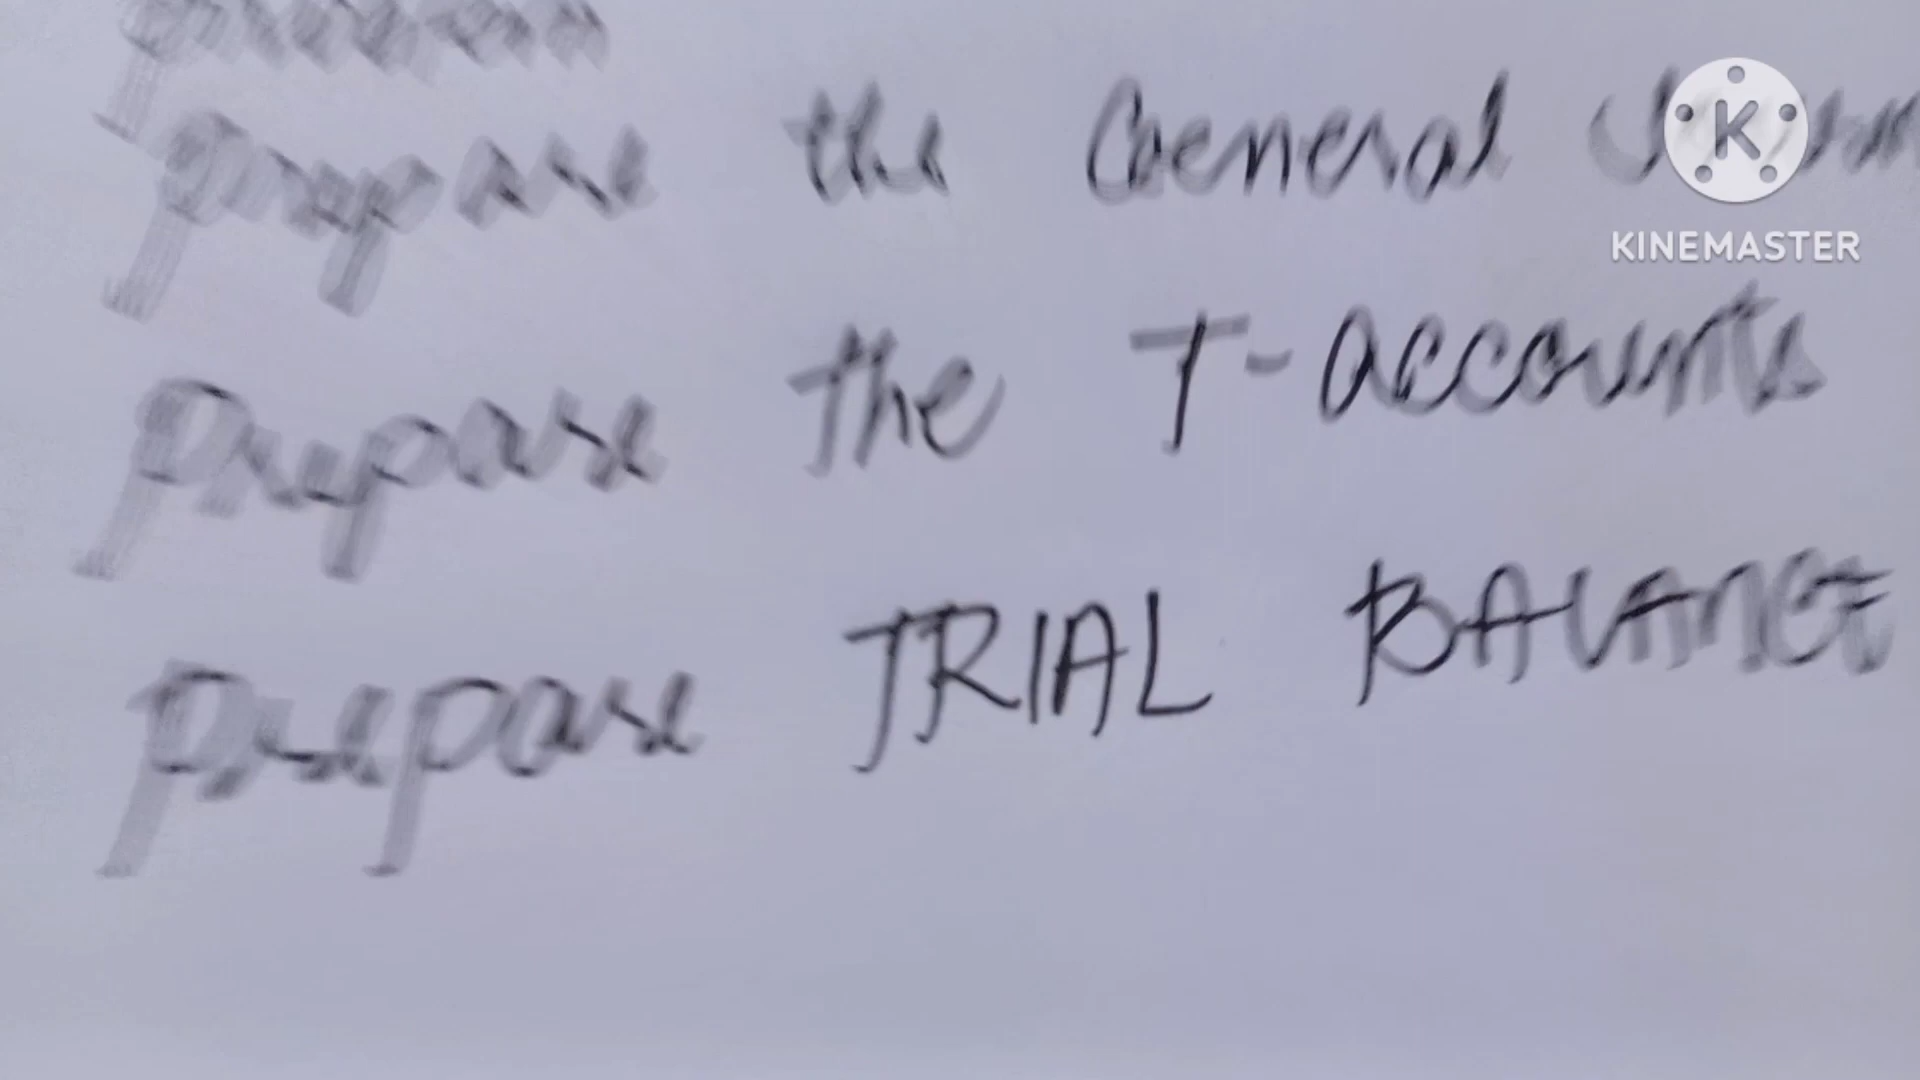 prepare the General
prepare the T-accounts
prepare TRIAL BALANCE
K
KINEMASTER